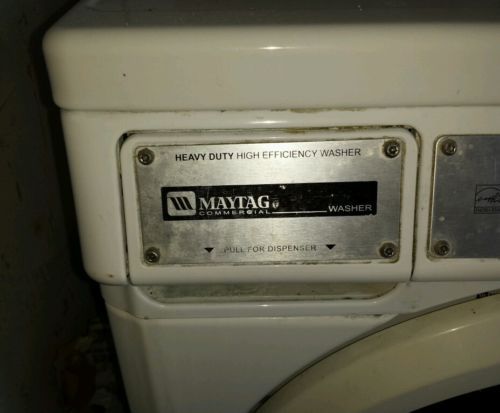 HEAVY DUTY HIGH EFFICIENCY WASHER
MAYTAG
COMMERCIAL WASHER
PULL FOR DISPENSER